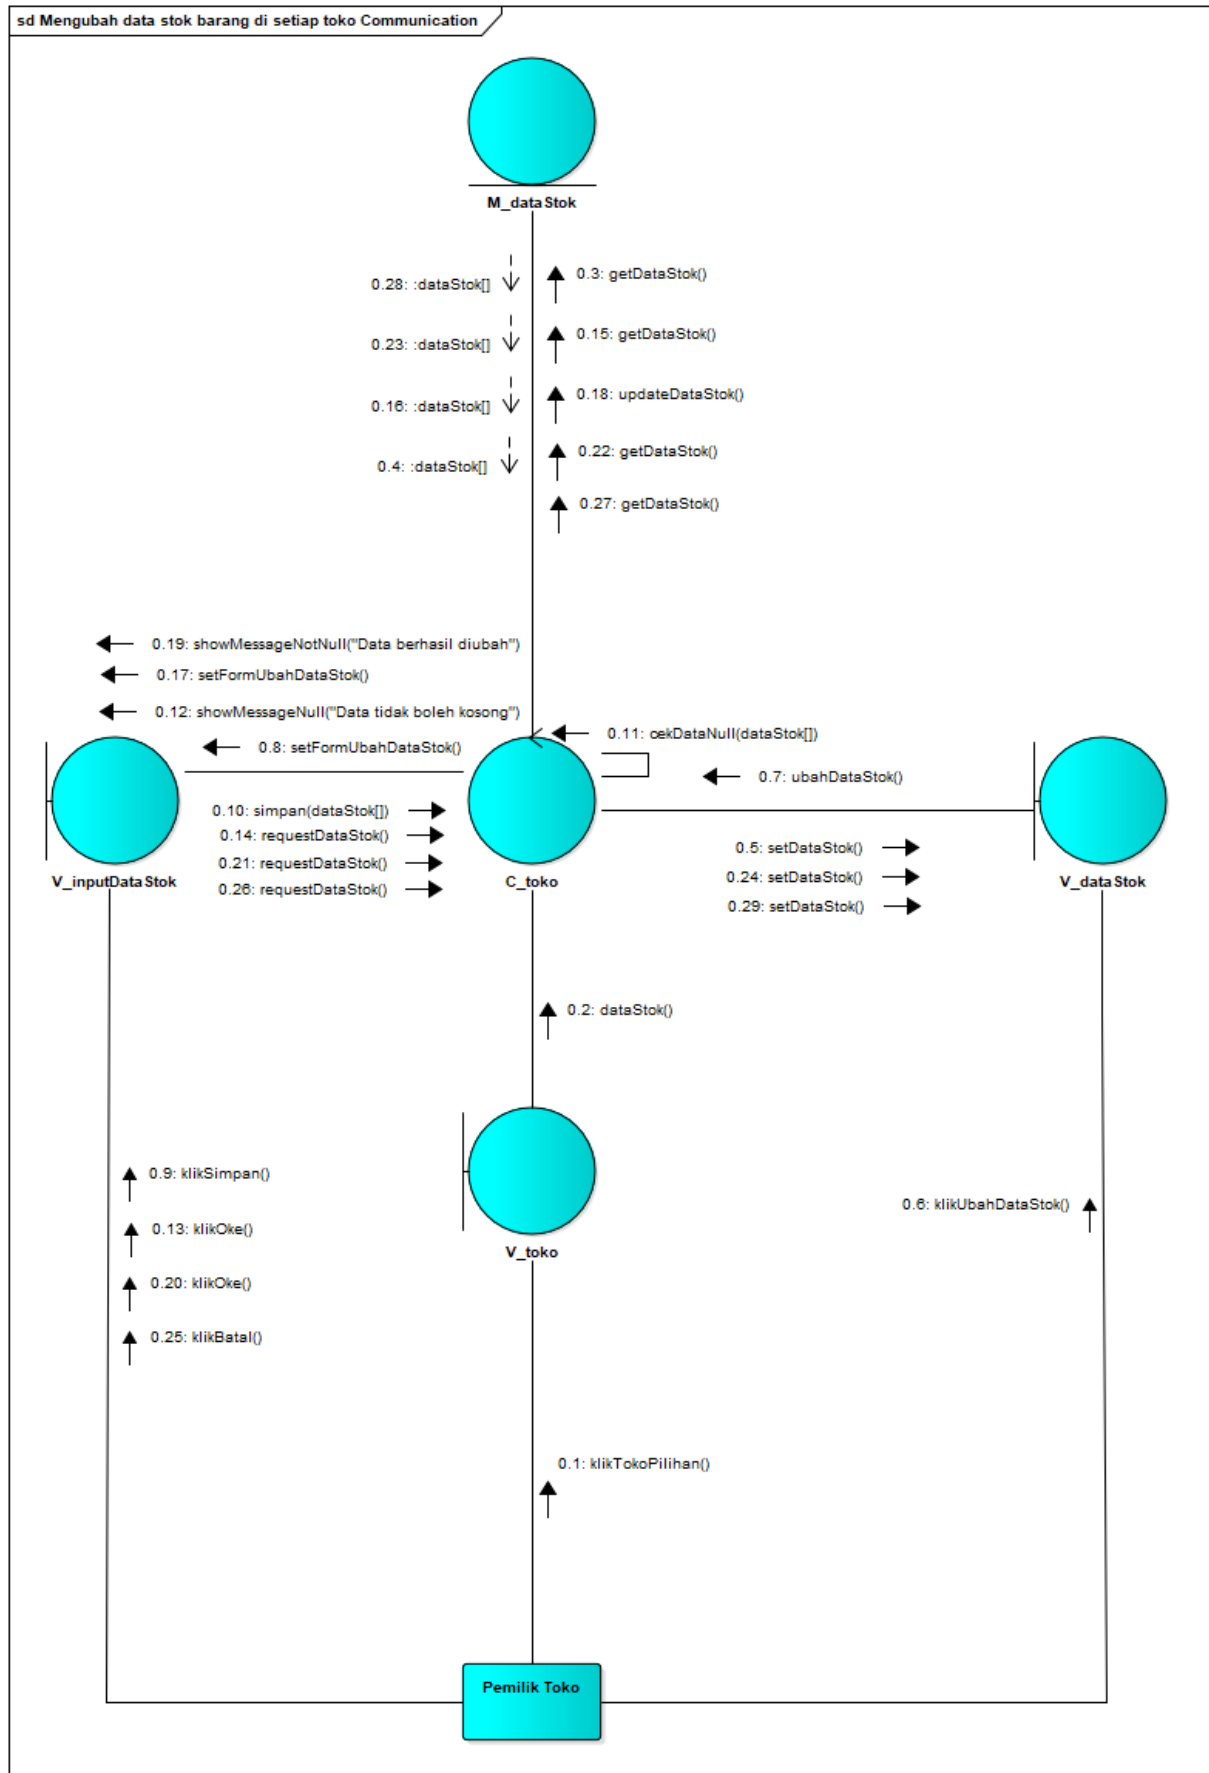 sd Mengubah data stok barang di setiap toko Communication
M_dataStok
0.28: :dataStok[]
0.3: getDataStok()
0.23: :dataStok[]
0.15: getDataStok()
0.16: :dataStok[]
0.18: updateDataStok()
0.4: :dataStok[]
0.22: getDataStok()
0.27: getDataStok()
0.19: showMessageNotNull("Data berhasil diubah")
0.17: setFormUbahDataStok()
0.12: showMessageNull("Data tidak boleh kosong")
0.11: cekDataNull(dataStok[])
0.8: setFormUbahDataStok()
0.7: ubahDataStok()
0.10: simpan(dataStok[])
0.14: requestDataStok()
0.21: requestDataStok()
0.26: requestDataStok()
0.5: setDataStok()
0.24: setDataStok()
0.29: setDataStok()
V_inputDataStok
C_toko
V_dataStok
0.2: dataStok()
0.9: klikSimpan()
0.13: klikOke()
0.20: klikOke()
0.25: klikBatal()
V_toko
0.6: klikUbahDataStok()
0.1: klikTokoPilihan()
Pemilik Toko